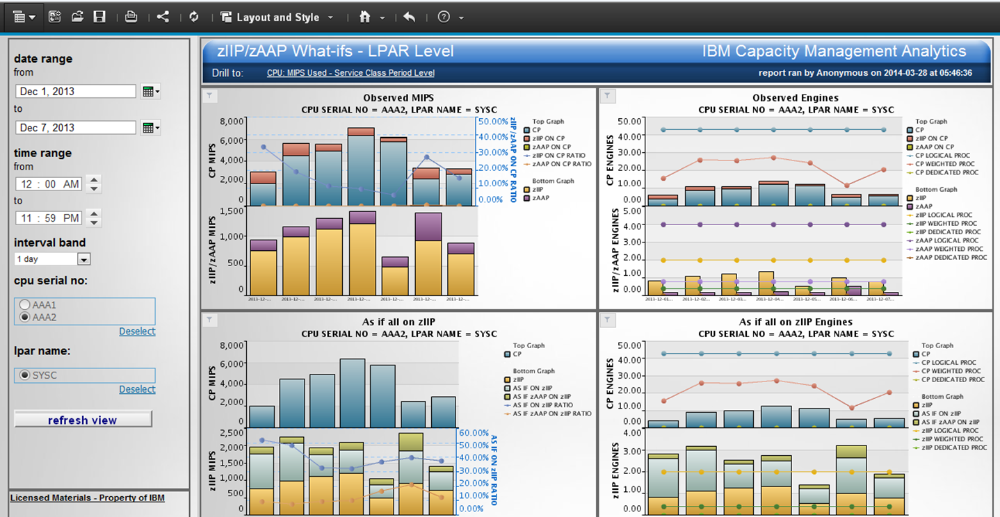 Layout and Style
date range
from
Dec 1, 2013
to
Dec 7, 2013
time range
from
12 : 00 AM
to
11 : 59 PM
interval band
1 day
cpu serial no:
AAA1
AAA2
Deselect
lpar name:
SYSC
Deselect
refresh view
Licensed Materials - Property of IBM
zIIP/zAAP What-ifs - LPAR Level
IBM Capacity Management Analytics
Drill to:
CPU: MIPS Used - Service Class Period Level
report ran by Anonymous on 2014-03-28 at 05:46:36
Observed MIPS
CPU SERIAL NO = AAA2, LPAR NAME = SYSC
CP MIPS
8,000
6,000
4,000
2,000
0
50.00%
40.00%
30.00%
20.00%
10.00%
0.00%
zIIP/zAAP ON CP RATIO
zIIP/zAAP MIPS
1,500
1,000
500
0
2013-12-...
2013-12-...
2013-12-...
2013-12-...
2013-12-...
2013-12-...
2013-12-...
Top Graph
CP
zIIP ON CP
zAAP ON CP
zIIP ON CP RATIO
zAAP ON CP RATIO
Bottom Graph
zIIP
zAAP
Observed Engines
CPU SERIAL NO = AAA2, LPAR NAME = SYSC
CP ENGINES
50.00
40.00
30.00
20.00
10.00
0.00
zIIP/zAAP ENGINES
5.00
4.00
3.00
2.00
1.00
0.00
2013-12-01...
2013-12-02...
2013-12-03...
2013-12-04...
2013-12-05...
2013-12-06...
2013-12-07...
Top Graph
CP
zIIP ON CP
zAAP ON CP
CP LOGICAL PROC
CP WEIGHTED PROC
CP DEDICATED PROC
Bottom Graph
zIIP
zAAP
zIIP LOGICAL PROC
zIIP WEIGHTED PROC
zIIP DEDICATED PROC
zAAP LOGICAL PROC
zAAP WEIGHTED PROC
zAAP DEDICATED PROC
As if all on zIIP
CPU SERIAL NO = AAA2, LPAR NAME = SYSC
CP MIPS
8,000
6,000
4,000
2,000
0
zIIP MIPS
2,500
2,000
1,500
1,000
500
0
60.00%
50.00%
40.00%
30.00%
20.00%
10.00%
0.00%
AS IF ON zIIP RATIO
Top Graph
CP
Bottom Graph
zIIP
AS IF ON zIIP
AS IF zAAP ON zIIP
AS IF ON zIIP RATIO
AS IF zAAP ON zIIP RATIO
As if all on zIIP Engines
CPU SERIAL NO = AAA2, LPAR NAME = SYSC
CP ENGINES
50.00
40.00
30.00
20.00
10.00
0.00
zIIP ENGINES
4.00
3.00
2.00
1.00
0.00
Top Graph
CP
CP LOGICAL PROC
CP WEIGHTED PROC
CP DEDICATED PROC
Bottom Graph
zIIP
AS IF ON zIIP
AS IF zAAP ON zIIP
zIIP LOGICAL PROC
zIIP WEIGHTED PROC
zIIP DEDICATED PROC